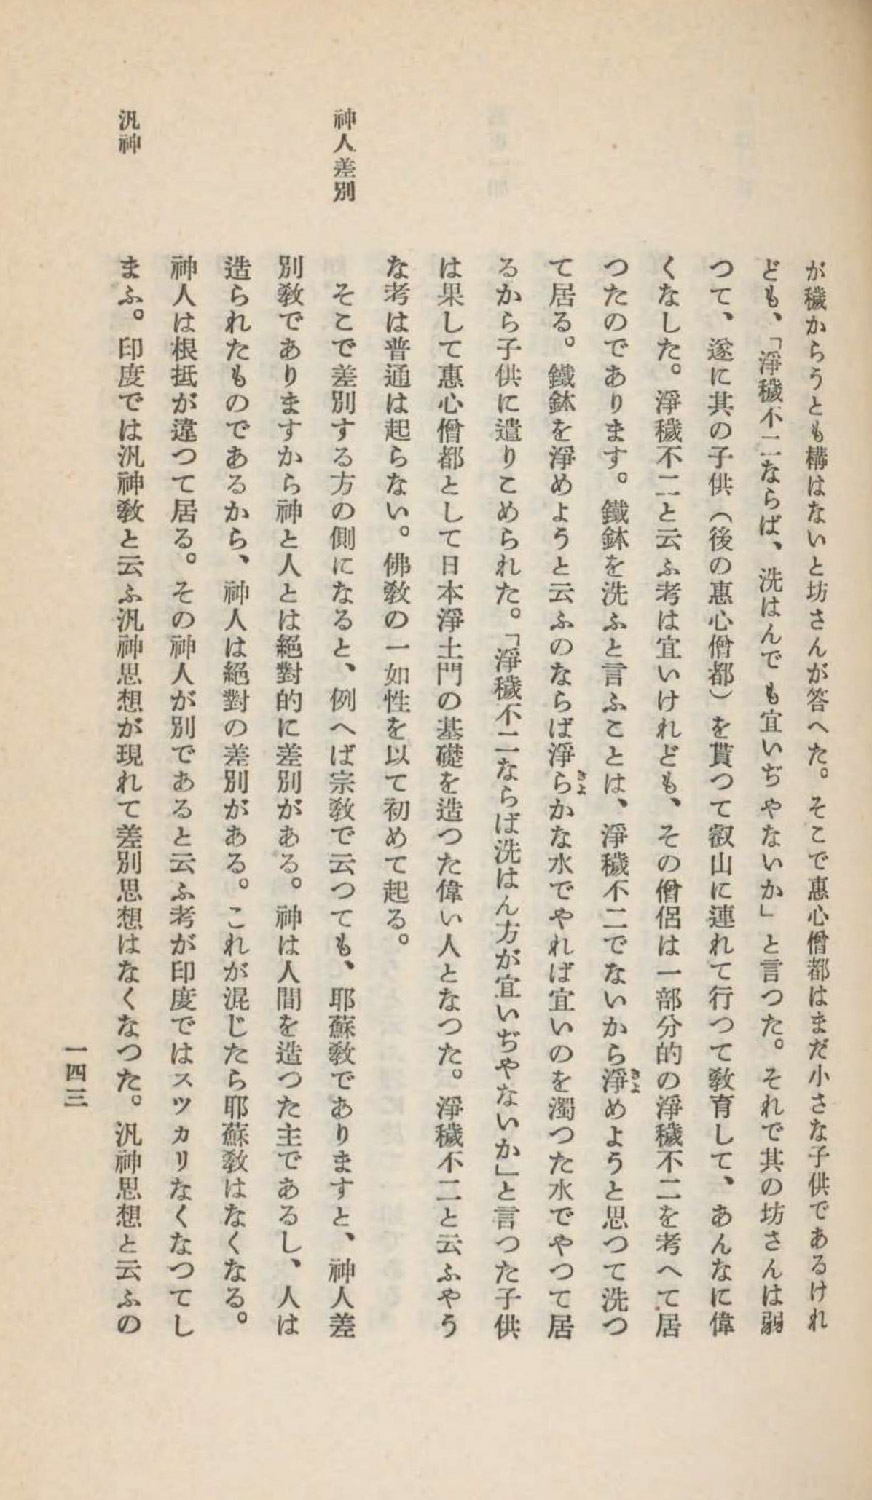 が穢からうとも構はないと坊さんが答へた。そこで惠心僧都はまだ小さな子供であるけれ
ども、「淨穢不二ならば、洗はんでも宜いぢやないか」と言つた。それで其の坊さんは弱
つて、遂に其の子供（後の惠心僧都）を貰つて叡山に連れて行つて敎育して、あんなに偉
くなした。淨穢不二と云ふ考は宜いけれども、その僧侶は一部分的の淨穢不二を考へて居
つたのであります。鐵鉢を洗ふと言ふことは、淨穢不二でないから淨めようと思つて洗つ
て居る。鐵鉢を淨めようと云ふのならば淨らかな水でやれば宜いのを濁つた水でやつて居
るから子供に遣りこめられた。「淨穢不二ならば洗はん方が宜いぢやないか」と言つた子供
は果して惠心僧都として日本淨土門の基礎を造つた偉い人となつた。淨穢不二と云ふやう
な考は普通は起らない。佛敎の一如性を以て初めて起る。
神人差別
そこで差別する方の側になると、例へば宗敎で云つても、耶蘇敎でありますと、神人差
別敎でありますから神と人とは絕對的に差別がある。神は人間を造つた主であるし、人は
造られたものであるから、神人は絕對の差別がある。これが混じたら耶蘇敎はなくなる。
神人は根抵が違つて居る。その神人が別であると云ふ考が印度ではスツカリなくなつてし
汎神
まふ。印度では汎神敎と云ふ汎神思想が現れて差別思想はなくなつた。汎神思想と云ふの
一四三